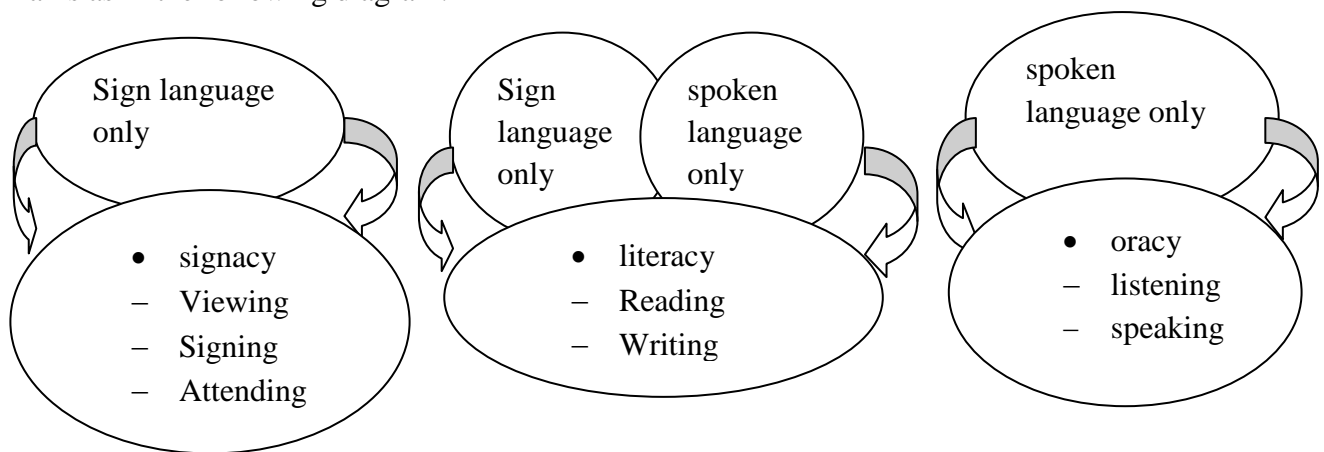 Sign language
only
• signacy
– Viewing
– Signing
– Attending
Sign
language
only
spoken
language
only
• literacy
– Reading
– Writing
spoken
language only
• oracy
– listening
– speaking